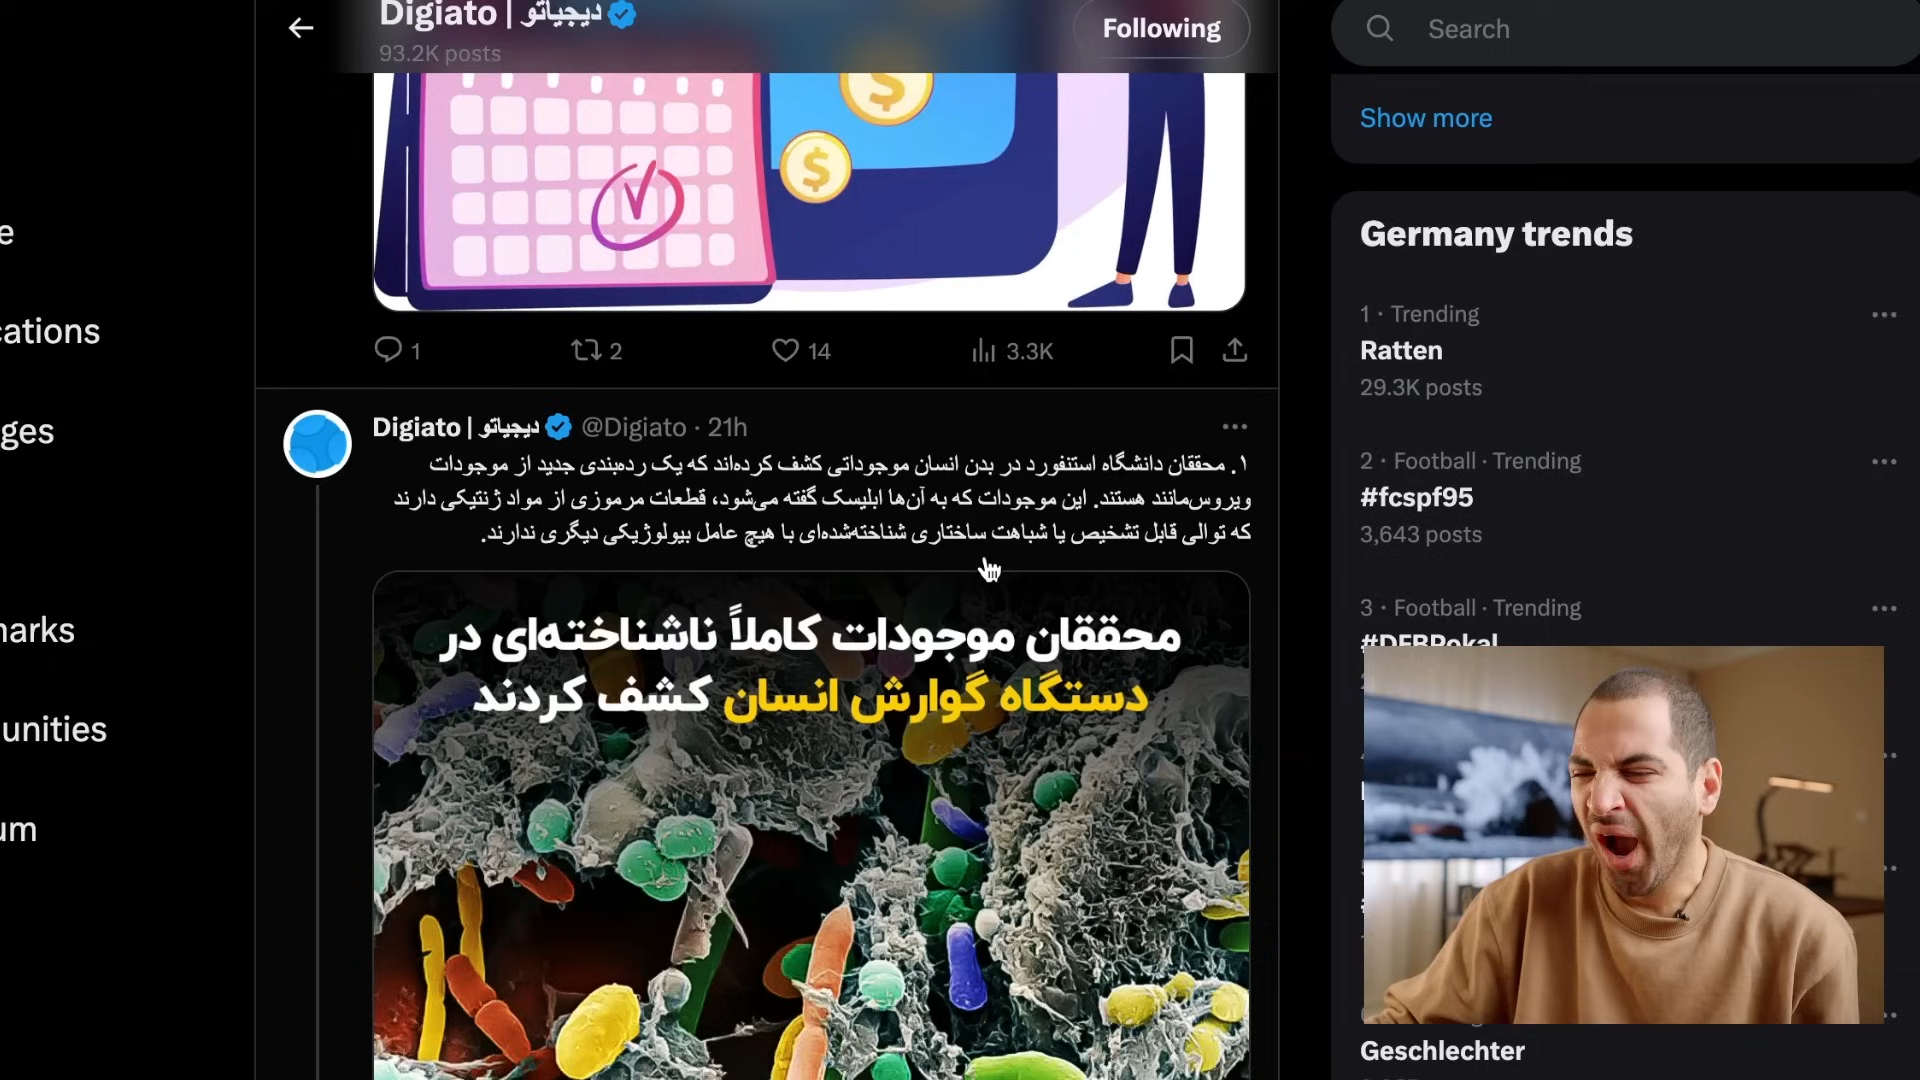 Digiato | دیجیاتو
93.2K posts
Following
Search
Show more
Germany trends
1 · Trending
Ratten
29.3K posts
2 · Football · Trending
#fcspf95
3,643 posts
3 · Football · Trending
#DFBPokal
Geschlechter
e
cations
ges
narks
unities
um
1
2
14
3.3K
Digiato | دیجیاتو @Digiato · 21h
۱. محققان دانشگاه استنفورد در بدن انسان موجوداتی کشف کرده‌اند که یک رده‌بندی جدید از موجودات
ویروس‌مانند هستند. این موجودات که به آن‌ها ابلیسک گفته می‌شود، قطعات مرموزی از مواد ژنتیکی دارند
که توالی قابل تشخیص یا شباهت ساختاری شناخته‌شده‌ای با هیچ عامل بیولوژیکی دیگری ندارند.
محققان موجودات کاملاً ناشناخته‌ای در
دستگاه گوارش انسان کشف کردند